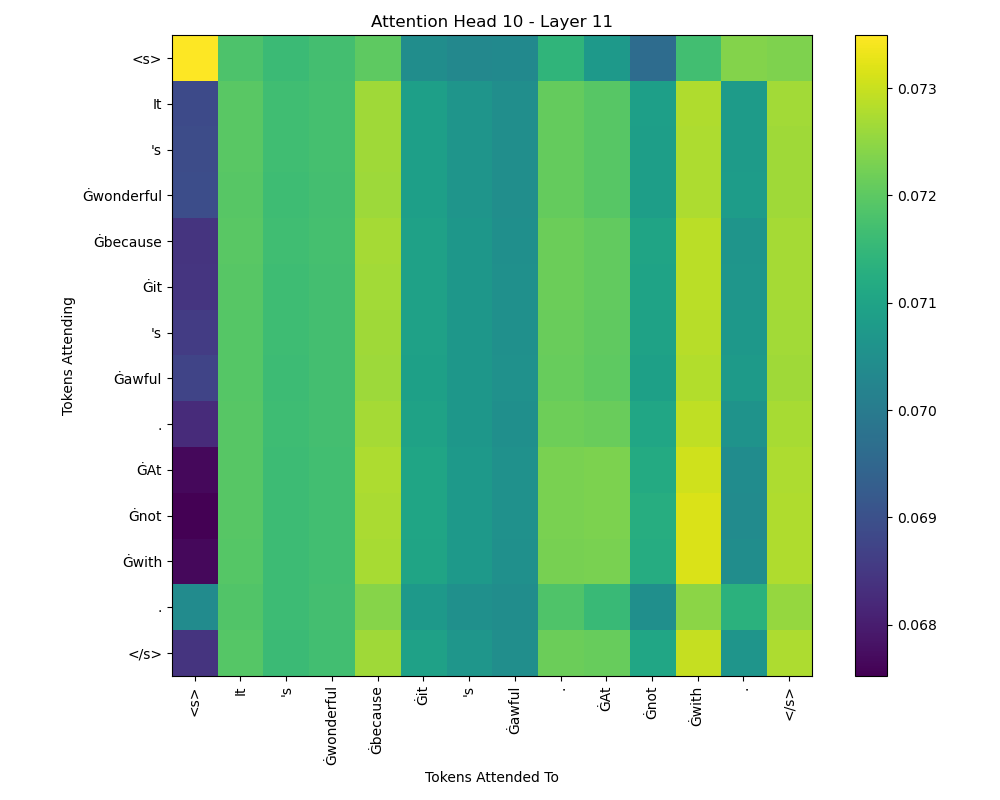 Attention Head 10 - Layer 11
<s>
It
's
Ġwonderful
Ġbecause
Ġit
's
Ġawful
.
ĠAt
Ġnot
Ġwith
.
</s>
Tokens Attending
<s>
It
's
Ġwonderful
Ġbecause
Ġit
's
Ġawful
.
ĠAt
Ġnot
Ġwith
.
</s>
Tokens Attended To
0.073
0.072
0.071
0.070
0.069
0.068